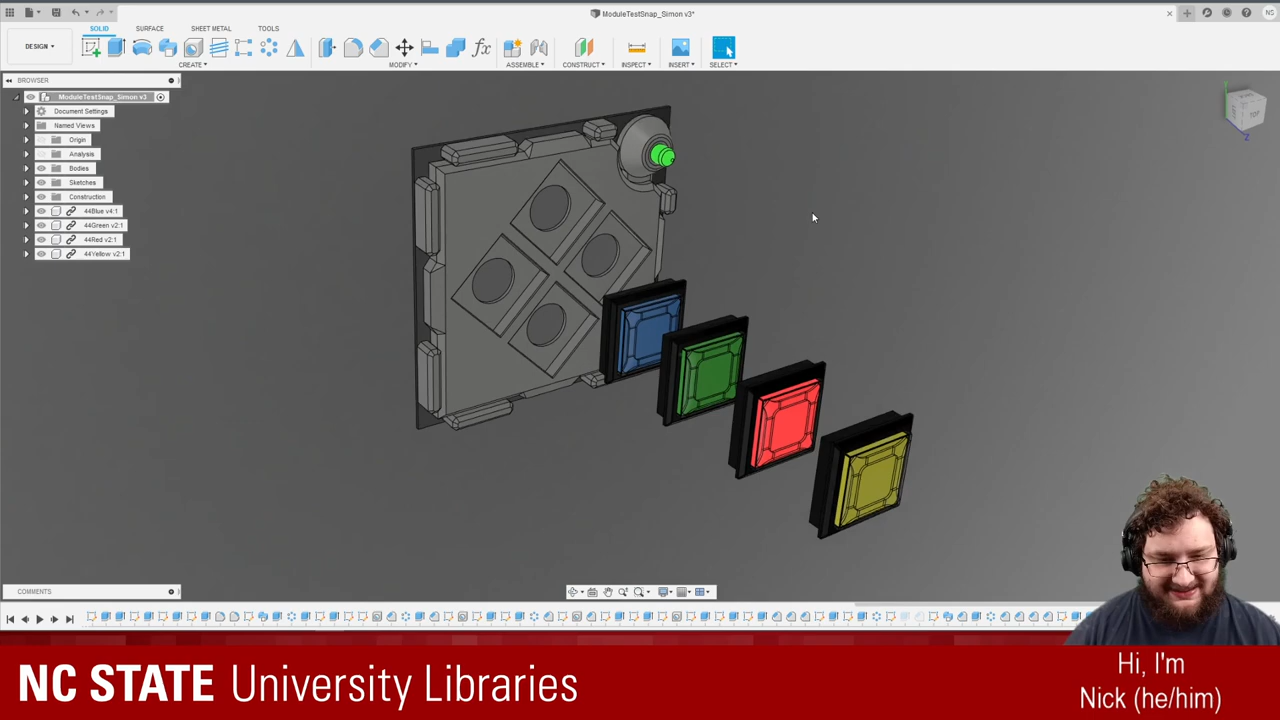 ModuleTestSnap_Simon v3*
NS
SOLID SURFACE SHEET METAL TOOLS
DESIGN
CREATE MODIFY ASSEMBLE CONSTRUCT INSPECT INSERT SELECT
BROWSER
ModuleTestSnap_Simon v3
Document Settings
Named Views
Origin
Analysis
Bodies
Sketches
Construction
44Blue v4:1
44Green v2:1
44Red v2:1
44Yellow v2:1
TOP
Z
COMMENTS
NC STATE University Libraries
Hi, I'm
Nick (he/him)